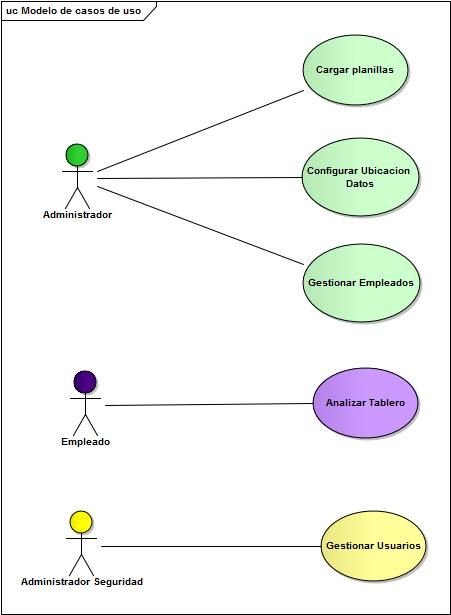 uc Modelo de casos de uso
Cargar planillas
Configurar Ubicacion
Datos
Administrador
Gestionar Empleados
Analizar Tablero
Empleado
Gestionar Usuarios
Administrador Seguridad